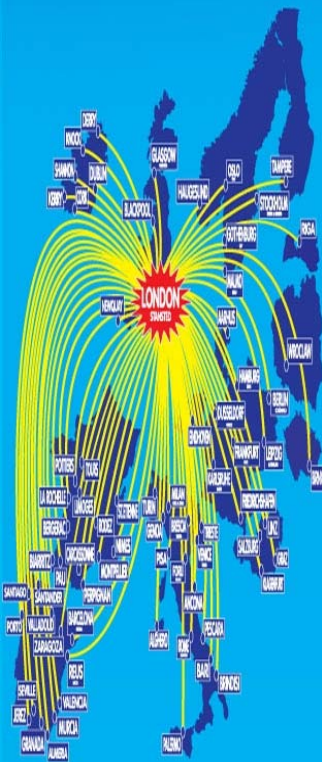 DERRY
KNOCK
SHANNON
DUBLIN
KERRY
CORK
GLASGOW
BLACKPOOL
HAUGESUND
OSLO
TAMPERE
STOCKHOLM
GOTHENBURG
RIGA
MALMO
AARHUS
LONDON
STANSTED
NEWQUAY
WROCLAW
HAMBURG
BERLIN
DUSSELDORF
LEIPZIG
EINDHOVEN
FRANKFURT
KARLSRUHE
BRNO
FRIEDRICHSHAFEN
LINZ
SALZBURG
GRAZ
KLAGENFURT
POITIERS
TOURS
LA ROCHELLE
LIMOGES
BERGERAC
RODEZ
ST.ETIENNE
NIMES
TURIN
MILAN
GENOA
BRESCIA
TRIESTE
VENICE
FORLI
PISA
BIARRITZ
CARCASSONNE
MONTPELLIER
PAU
PERPIGNAN
SANTIAGO
SANTANDER
PORTO
VALLADOLID
BARCELONA
ZARAGOZA
REUS
ANCONA
PESCARA
ALGHERO
ROME
BARI
BRINDISI
SEVILLE
VALENCIA
JEREZ
MURCIA
GRANADA
ALMERIA
PALERMO